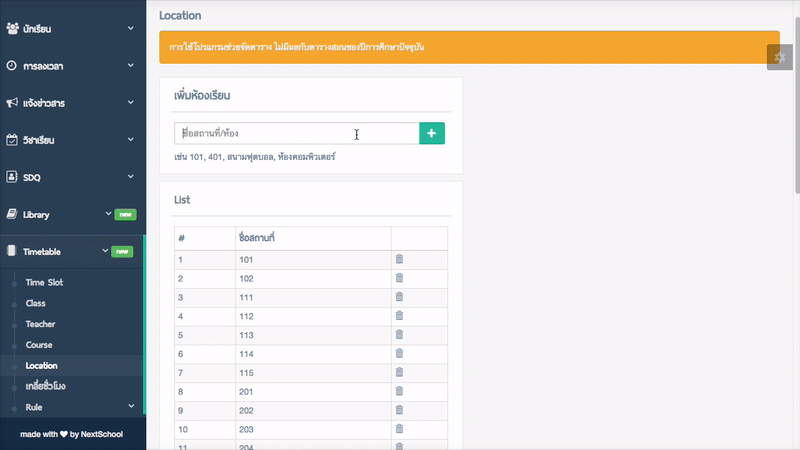 Location
การใช้โปรแกรมช่วยจัดตาราง ไม่มีผลกับตารางสอนของปีการศึกษาปัจจุบัน
นักเรียน
การลงเวลา
แจ้งข่าวสาร
วิชาเรียน
SDQ
Library
new
Timetable
new
Time Slot
Class
Teacher
Course
Location
เกลี่ยชั่วโมง
Rule
made with
by NextSchool
เพิ่มห้องเรียน
ชื่อสถานที่/ห้อง
เช่น 101, 401, สนามฟุตบอล, ห้องคอมพิวเตอร์
List
# ชื่อสถานที่
1 101
2 102
3 111
4 112
5 113
6 114
7 115
8 201
9 202
10 203
11 204